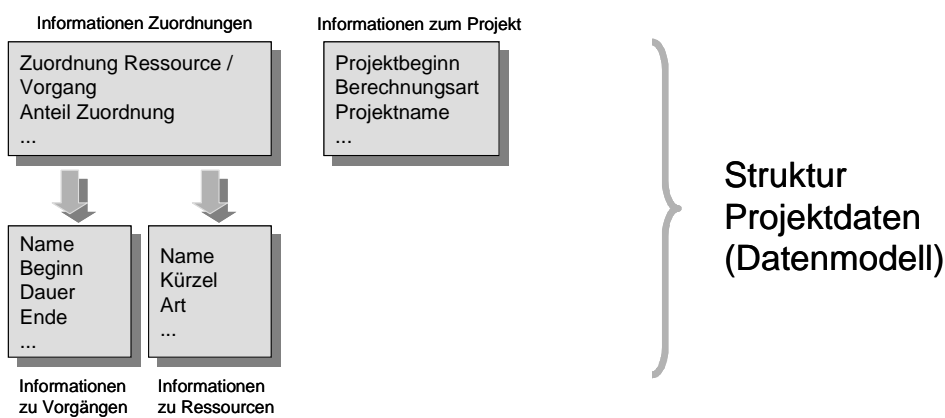 Informationen Zuordnungen
Zuordnung Ressource /
Vorgang
Anteil Zuordnung
...
Informationen zum Projekt
Projektbeginn
Berechnungsart
Projektname
...
Name
Beginn
Dauer
Ende
...
Informationen
zu Vorgängen
Name
Kürzel
Art
...
Informationen
zu Ressourcen
Struktur
Projektdaten
(Datenmodell)